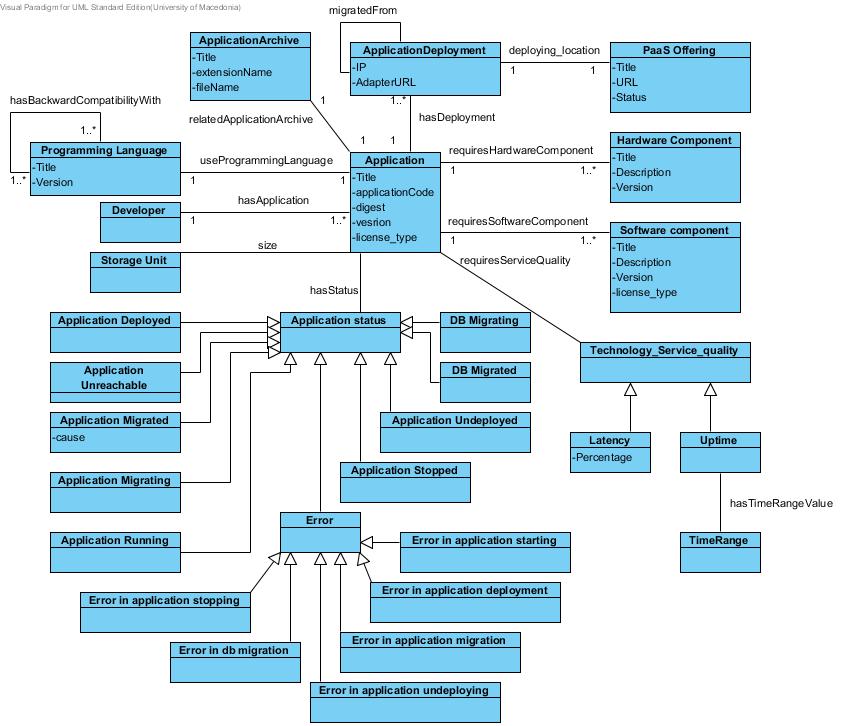 Visual Paradigm for UML Standard Edition(University of Macedonia)
migratedFrom
ApplicationArchive
-Title
-extensionName
-fileName
ApplicationDeployment
-IP
-AdapterURL
deploying_location
1
1
PaaS Offering
-Title
-URL
-Status
hasBackwardCompatibilityWith
1..*
1..*
1
relatedApplicationArchive
1
1..*
hasDeployment
1
Programming Language
-Title
-Version
useProgrammingLanguage
1
1
Application
-Title
-applicationCode
-digest
-vesrion
-license_type
requiresHardwareComponent
1
1..*
Hardware Component
-Title
-Description
-Version
Developer
hasApplication
1
1..*
requiresSoftwareComponent
1
1..*
Software component
-Title
-Description
-Version
-license_type
Storage Unit
size
requiresServiceQuality
hasStatus
Application Deployed
Application status
DB Migrating
Technology_Service_quality
Application
Unreachable
DB Migrated
Application Migrated
-cause
Application Undeployed
Latency
-Percentage
Uptime
Application Migrating
Application Stopped
hasTimeRangeValue
Error
Application Running
Error in application starting
TimeRange
Error in application stopping
Error in application deployment
Error in db migration
Error in application migration
Error in application undeploying